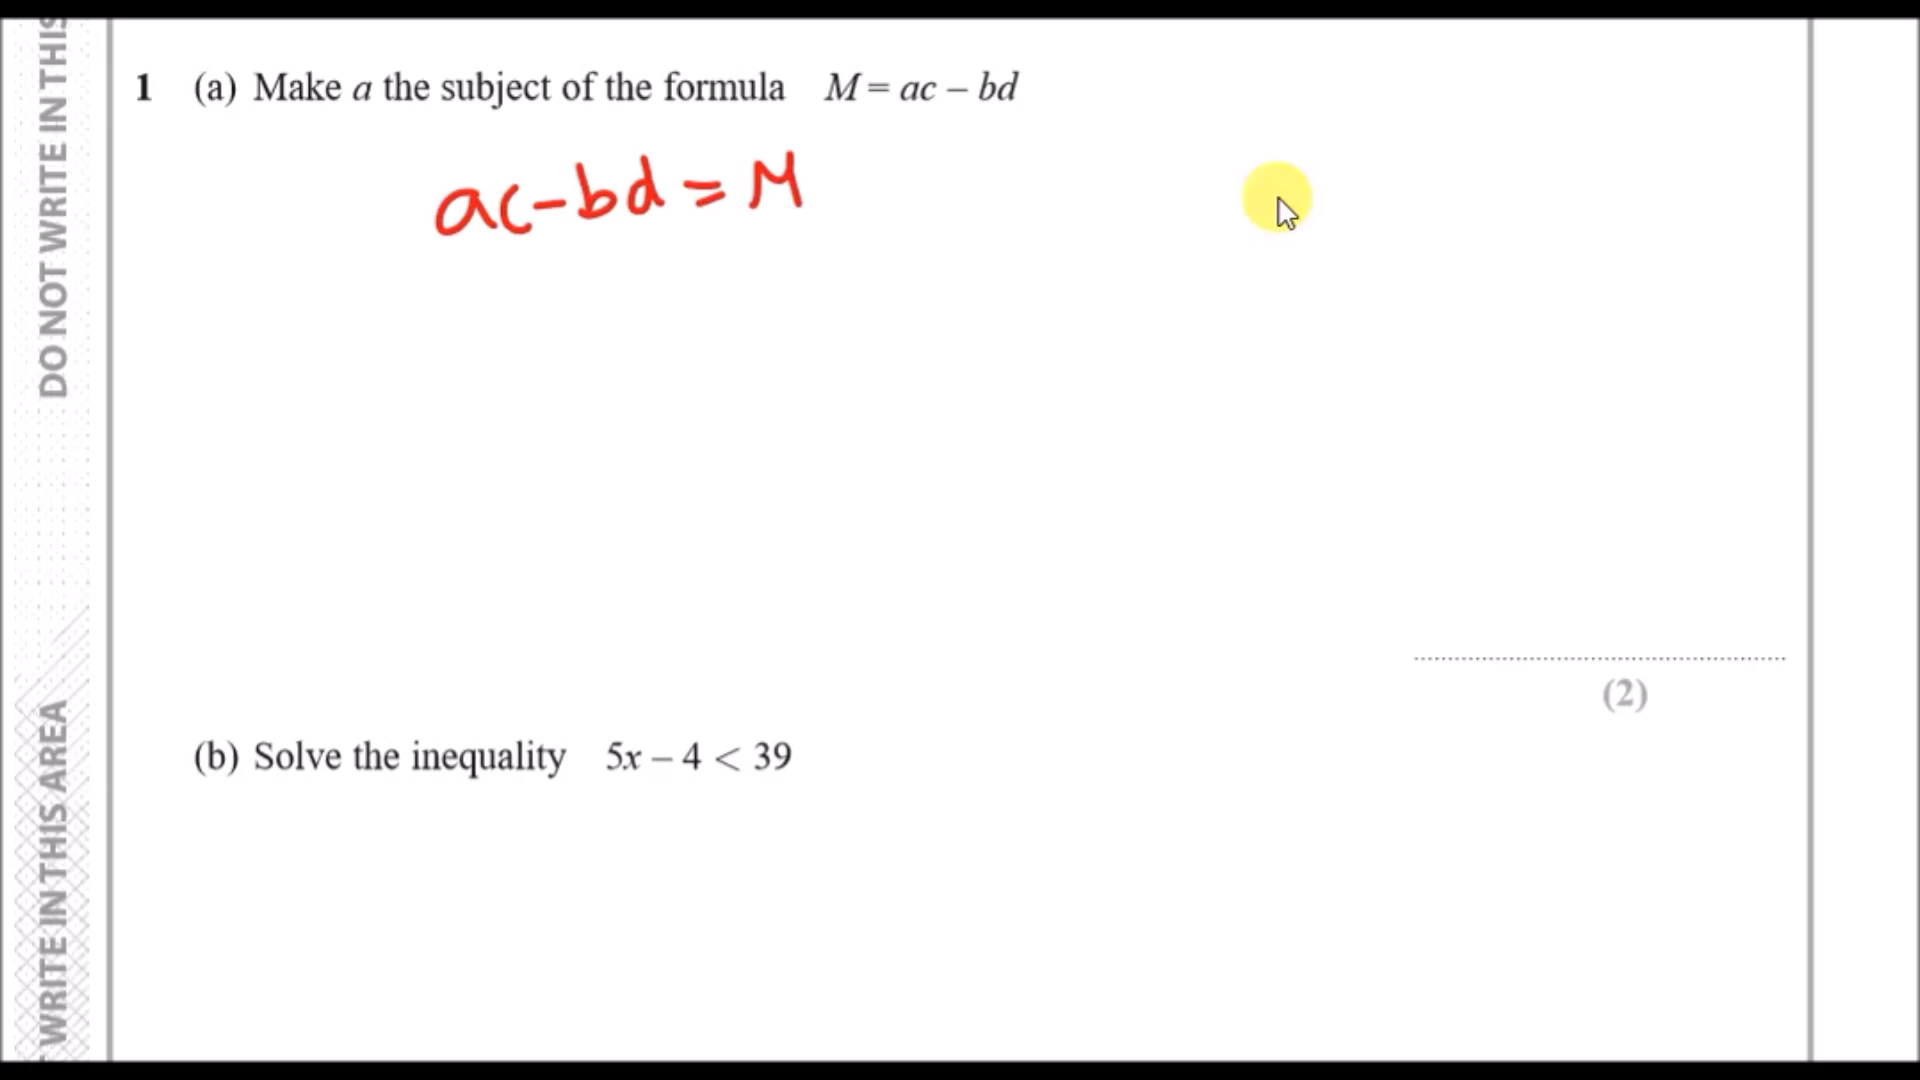 DO NOT WRITE IN THIS
WRITE IN THIS AREA
1 (a) Make a the subject of the formula M = ac – bd
ac-bd = M
(2)
(b) Solve the inequality 5x – 4 < 39